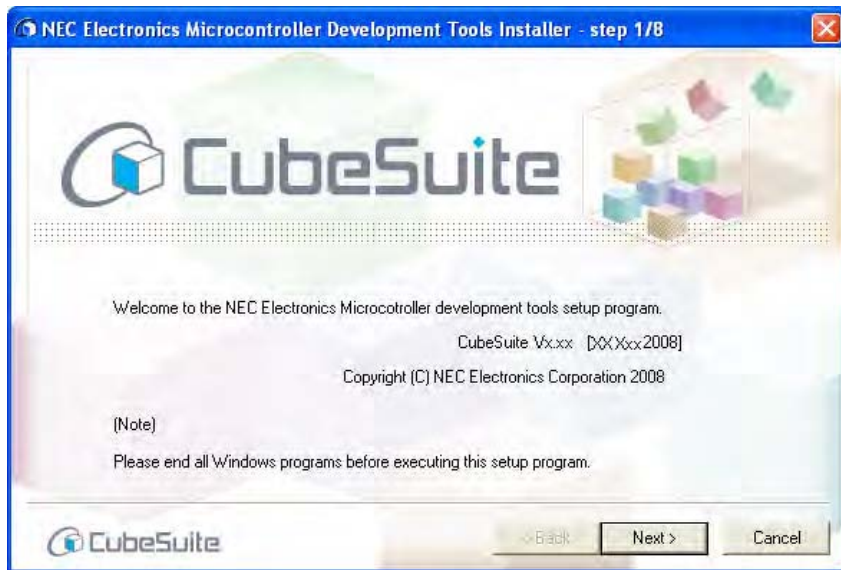 NEC Electronics Microcontroller Development Tools Installer - step 1/8
CubeSuite
Welcome to the NEC Electronics Microcotroller development tools setup program.
CubeSuite Vx.xx [XXXxx2008]
Copyright (C) NEC Electronics Corporation 2008
(Note)
Please end all Windows programs before executing this setup program.
CubeSuite
< Back Next > Cancel